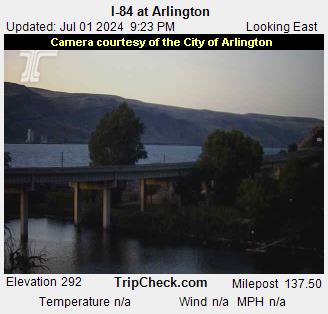 I-84 at Arlington
Updated: Jul 01 2024 9:23 PM Looking East
Camera courtesy of the City of Arlington
Elevation 292 TripCheck.com Milepost 137.50
Temperature n/a Wind n/a MPH n/a